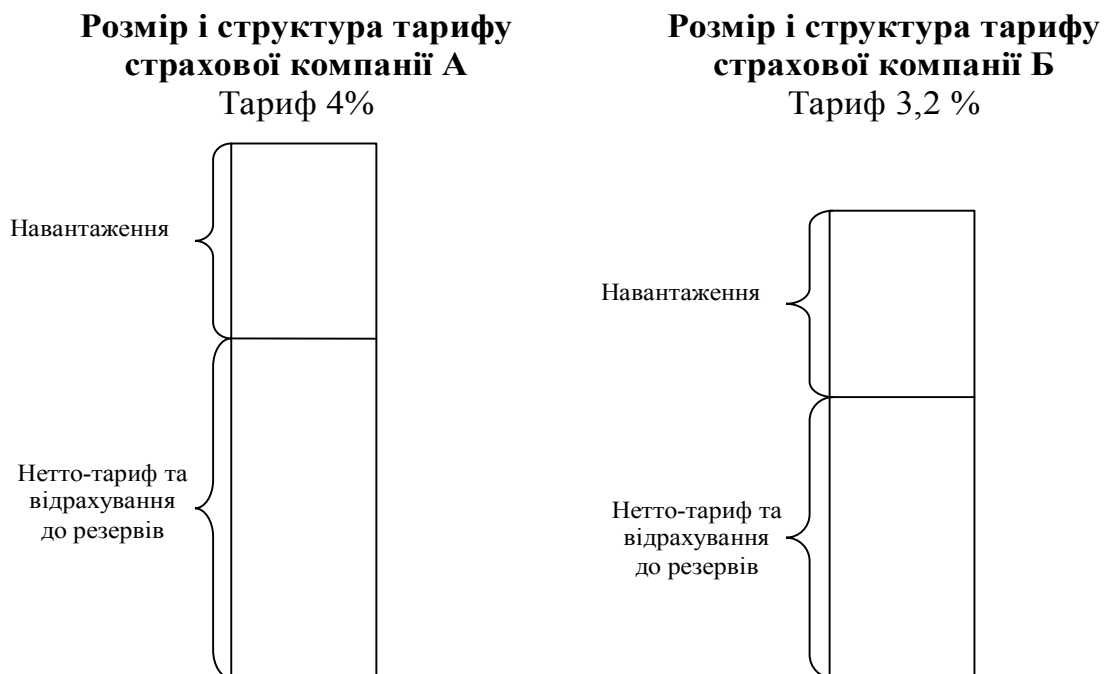 Розмір і структура тарифу
страхової компанії А
Тариф 4%
Навантаження
Нетто-тариф та
відрахування
до резервів
Розмір і структура тарифу
страхової компанії Б
Тариф 3,2 %
Навантаження
Нетто-тариф та
відрахування
до резервів